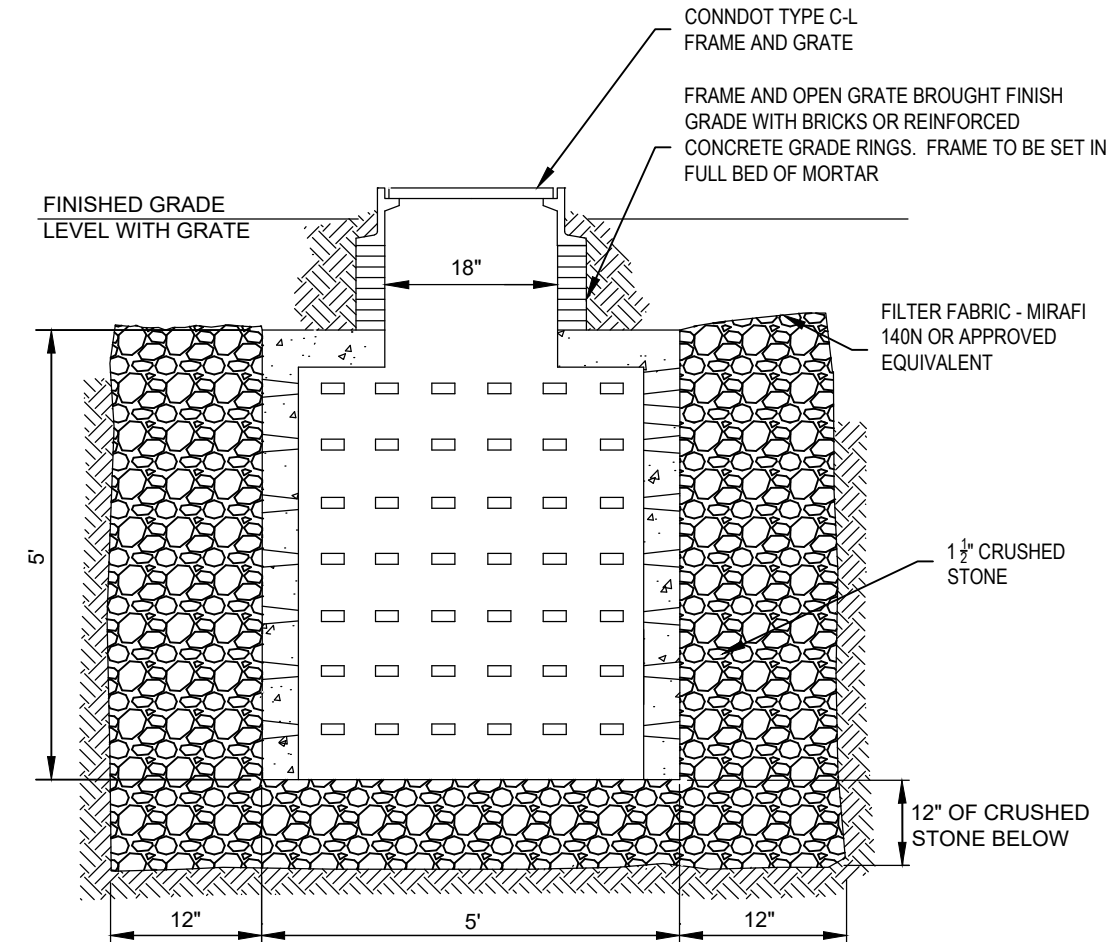 CONNDOT TYPE C-L
FRAME AND GRATE
FRAME AND OPEN GRATE BROUGHT FINISH
GRADE WITH BRICKS OR REINFORCED
CONCRETE GRADE RINGS. FRAME TO BE SET IN
FULL BED OF MORTAR
FINISHED GRADE
LEVEL WITH GRATE
18"
FILTER FABRIC - MIRAFI
140N OR APPROVED
EQUIVALENT
5'
1 1/2" CRUSHED
STONE
12" OF CRUSHED
STONE BELOW
12"
5'
12"